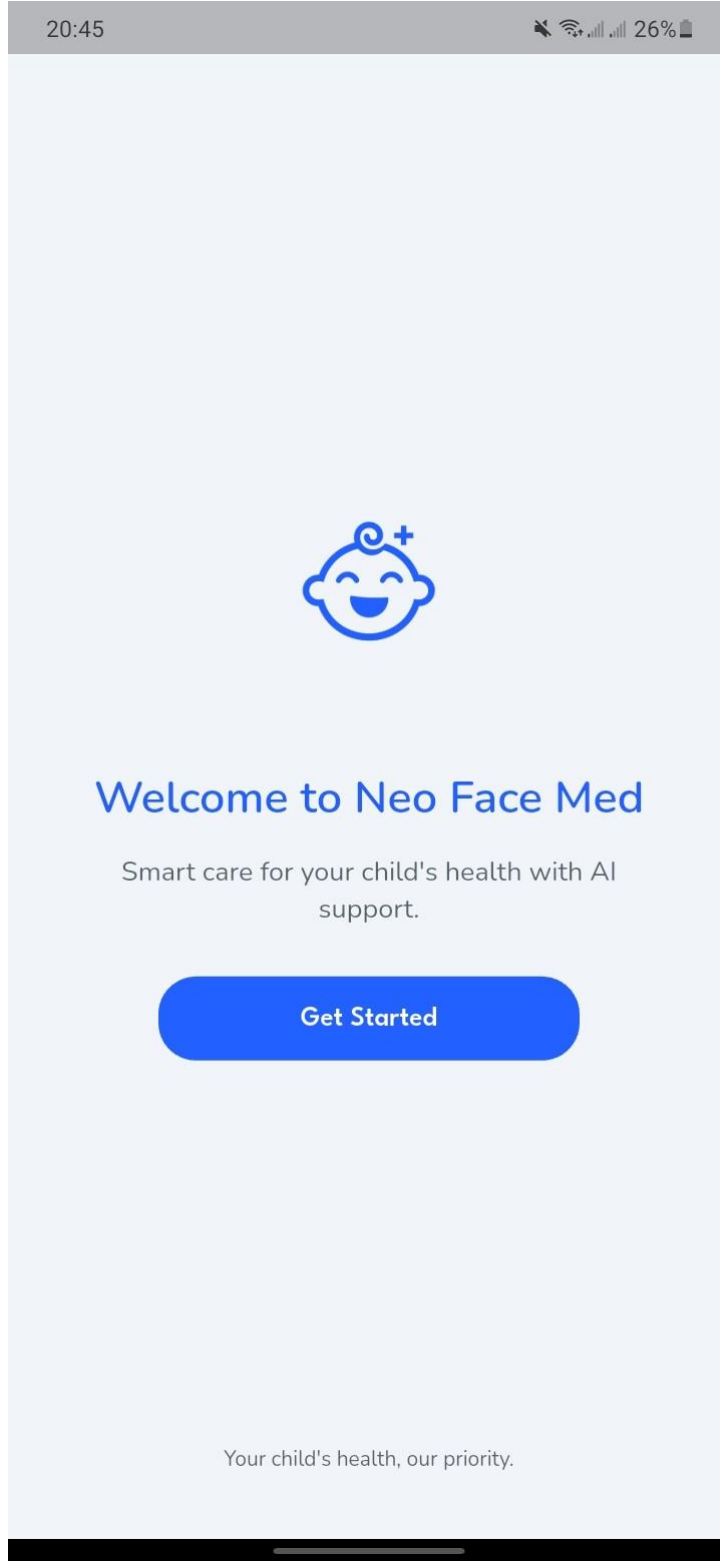 20:45 26%
Welcome to Neo Face Med
Smart care for your child's health with AI
support.
Get Started
Your child's health, our priority.